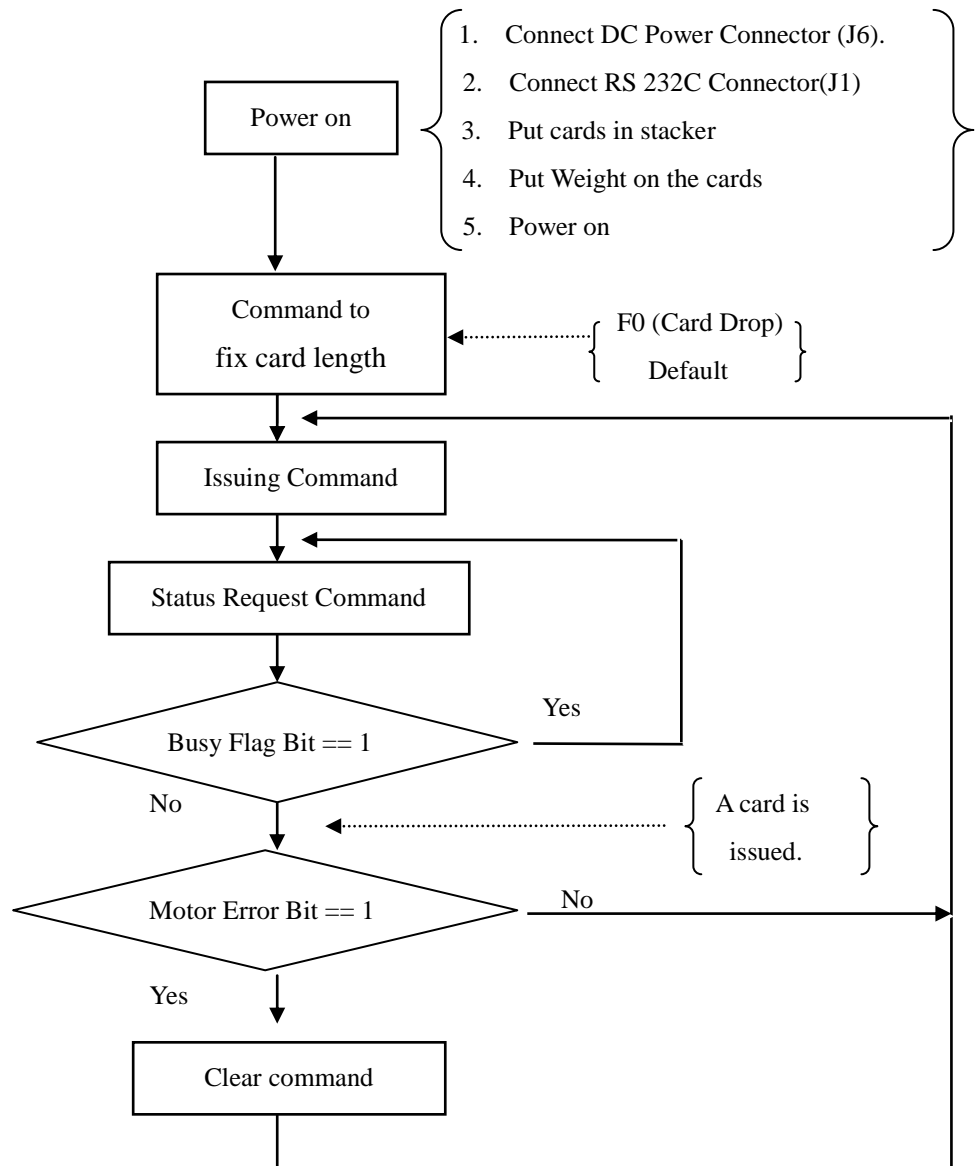 1. Connect DC Power Connector (J6).
2. Connect RS 232C Connector(J1)
3. Put cards in stacker
4. Put Weight on the cards
5. Power on
Power on
Command to
fix card length
F0 (Card Drop)
Default
Issuing Command
Status Request Command
Busy Flag Bit == 1
Yes
No
A card is
issued.
Motor Error Bit == 1
No
Yes
Clear command